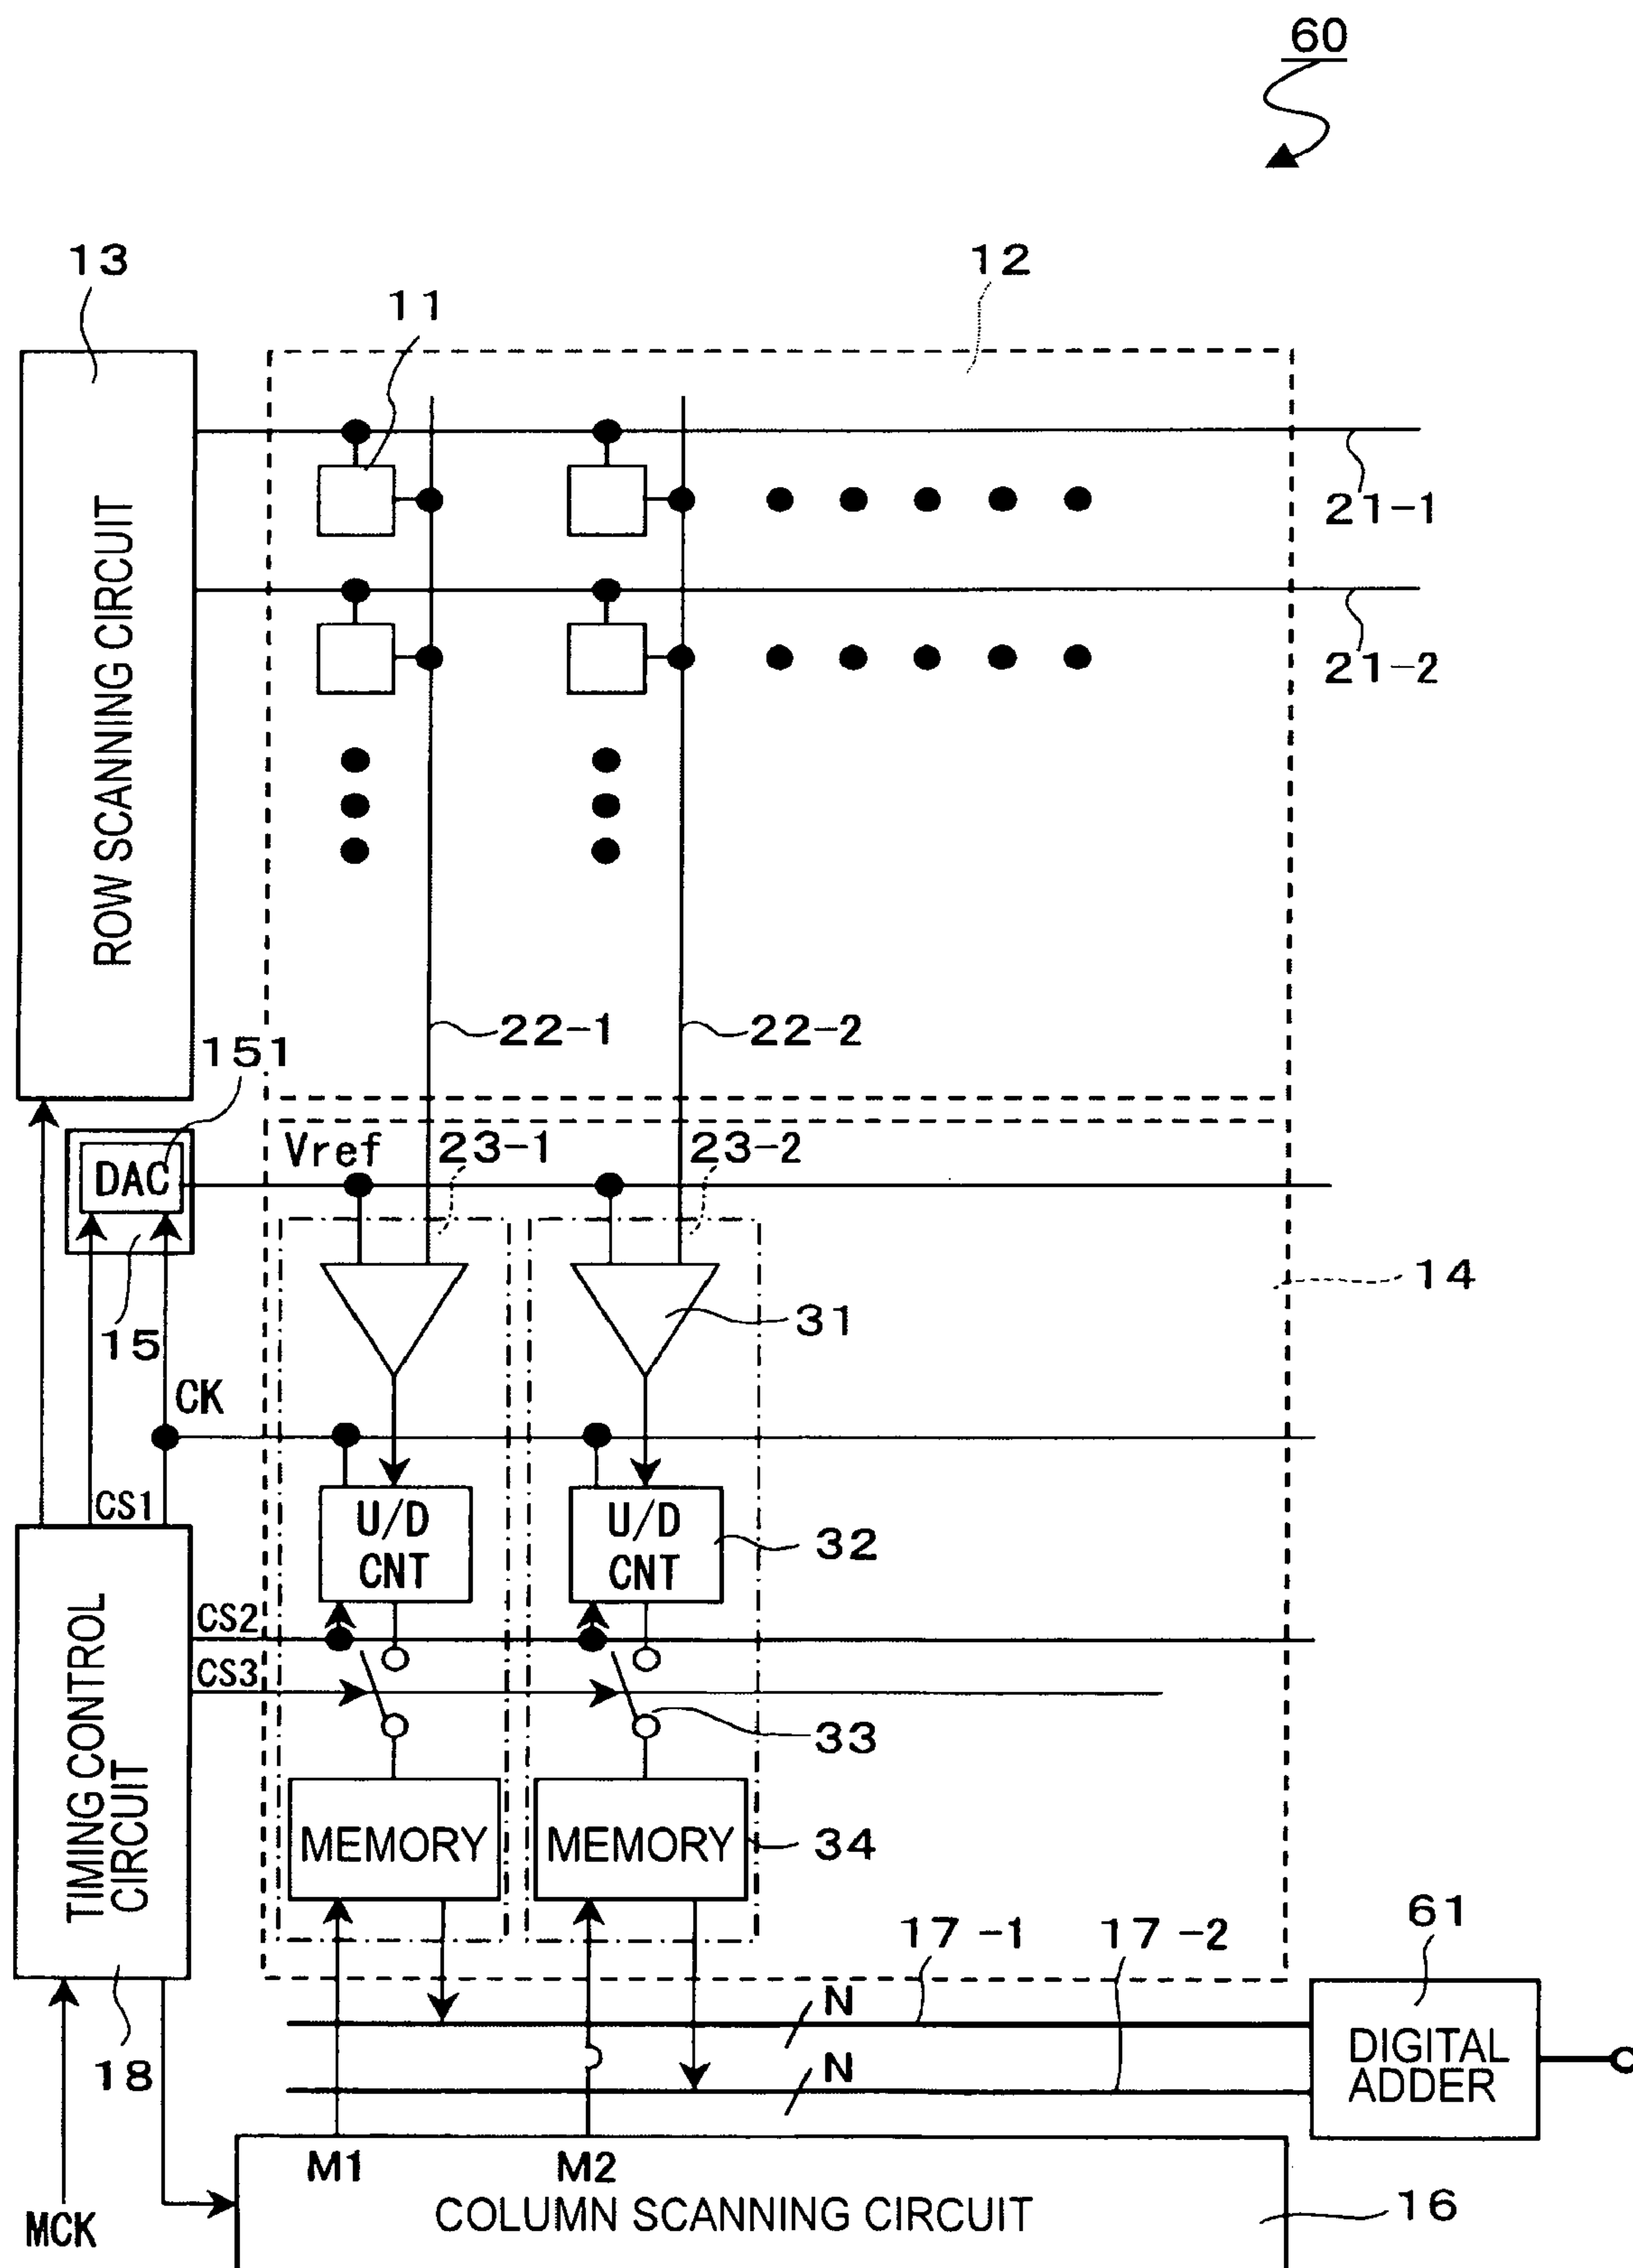 60
13
12
11
ROW SCANNING CIRCUIT
21-1
21-2
22-1
22-2
151
DAC
Vref
23-1
23-2
15
14
31
CK
CS1
U/D
CNT
U/D
CNT
32
CS2
CS3
33
TIMING CONTROL
CIRCUIT
MEMORY
MEMORY
34
17-1
17-2
61
N
N
DIGITAL
ADDER
18
M1
M2
MCK
COLUMN SCANNING CIRCUIT
16